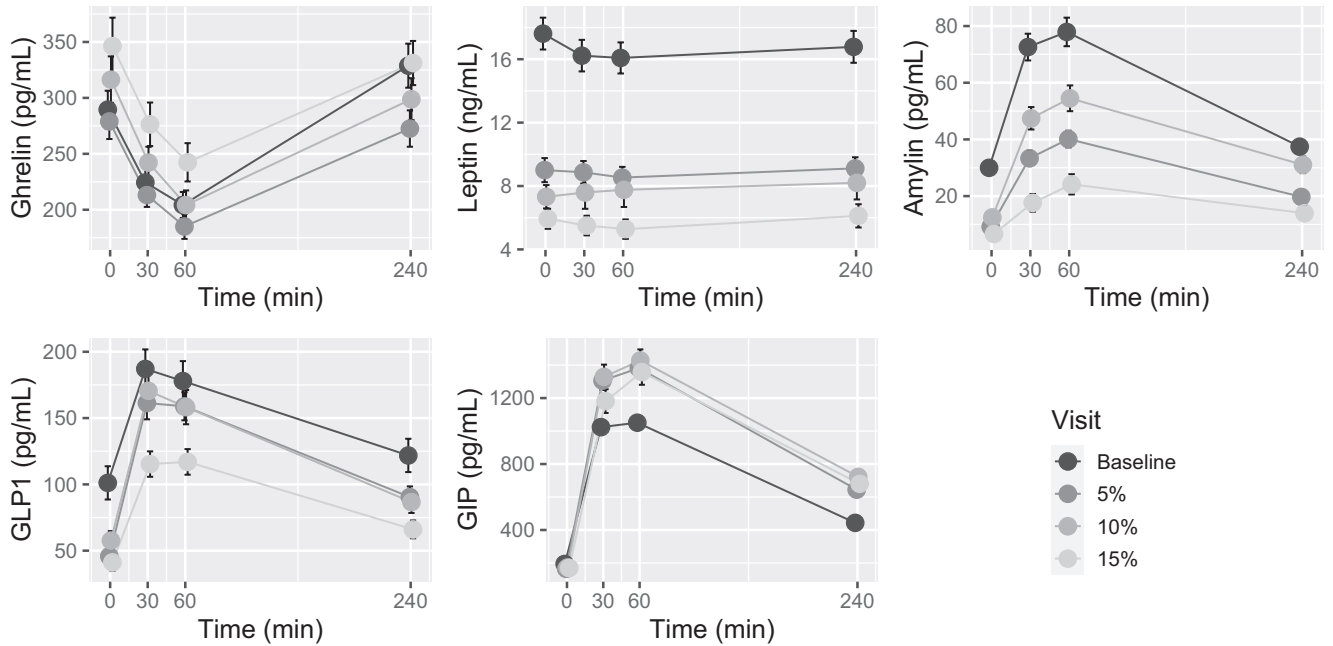 Ghrelin (pg/mL)
350
300
250
200
0 30 60 240
Time (min)
Leptin (ng/mL)
16
12
8
4
0 30 60 240
Time (min)
Amylin (pg/mL)
80
60
40
20
0 30 60 240
Time (min)
GLP1 (pg/mL)
200
150
100
50
0 30 60 240
Time (min)
GIP (pg/mL)
1200
800
400
0 30 60 240
Time (min)
Visit
Baseline
5%
10%
15%